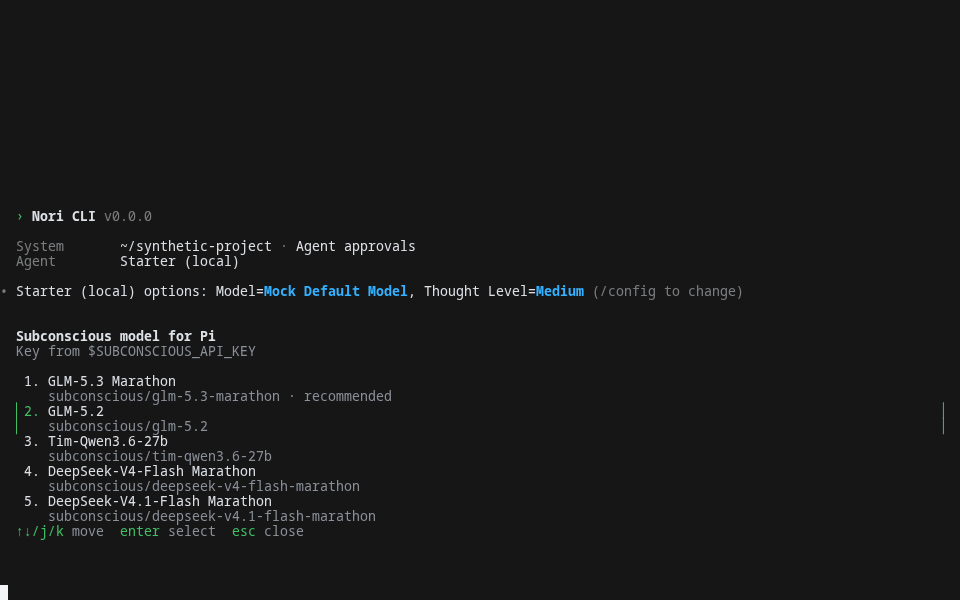 › Nori CLI v0.0.0
System ~/synthetic-project · Agent approvals
Agent Starter (local)
• Starter (local) options: Model=Mock Default Model, Thought Level=Medium (/config to change)
Subconscious model for Pi
Key from $SUBCONSCIOUS_API_KEY
1. GLM-5.3 Marathon
subconscious/glm-5.3-marathon · recommended
2. GLM-5.2
subconscious/glm-5.2
3. Tim-Qwen3.6-27b
subconscious/tim-qwen3.6-27b
4. DeepSeek-V4-Flash Marathon
subconscious/deepseek-v4-flash-marathon
5. DeepSeek-V4.1-Flash Marathon
subconscious/deepseek-v4.1-flash-marathon
↑↓/j/k move enter select esc close